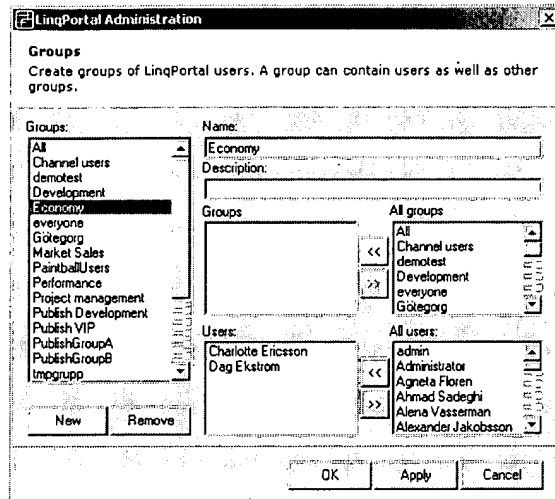 LinqPortal Administration
Groups
Create groups of LinqPortal users. A group can contain users as well as other
groups.
Groups:
All
Channel users
demotest
Development
Economy
everyone
Götegorg
Market Sales
PaintballUsers
Performance
Project management
Publish Development
Publish VIP
PublishGroupA
PublishGroupB
tmpgrupp
New
Remove
Name:
Economy
Description:
Groups
<<
>>
All groups
All
Channel users
demotest
Development
everyone
Götegorg
Users:
Charlotte Ericsson
Dag Ekstrom
<<
>>
All users:
admin
Administrator
Agneta Floren
Ahmad Sadeghi
Alena Vasserman
Alexander Jakobsson
OK
Apply
Cancel